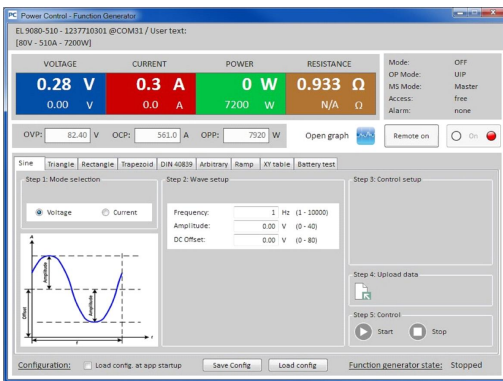 PC Power Control - Function Generator
EL 9080-510 - 1237710301 @COM31 / User text:
[80V - 510A - 7200W]
VOLTAGE CURRENT POWER RESISTANCE
0.28 V 0.3 A 0 W 0.933 Ω
0.00 V 0.0 A 7200 W N/A Ω
Mode: OFF
OP Mode: UIP
MS Mode: Master
Access: free
Alarm: none
OVP: 82.40 V OCP: 561.0 A OPP: 7920 W Open graph Remote on On
Sine Triangle Rectangle Trapezoid DIN 40839 Arbitrary Ramp XY table Battery test
Step 1: Mode selection
Voltage Current
Step 2: Wave setup
Frequency: 1 Hz (1 - 10000)
Amplitude: 0.00 V (0 - 40)
DC Offset: 0.00 V (0 - 80)
Step 3: Control setup
A
Amplitude
Amplitude
Offset
t
Step 4: Upload data
Step 5: Control
Start Stop
Configuration: Load config. at app startup Save Config Load config Function generator state: Stopped